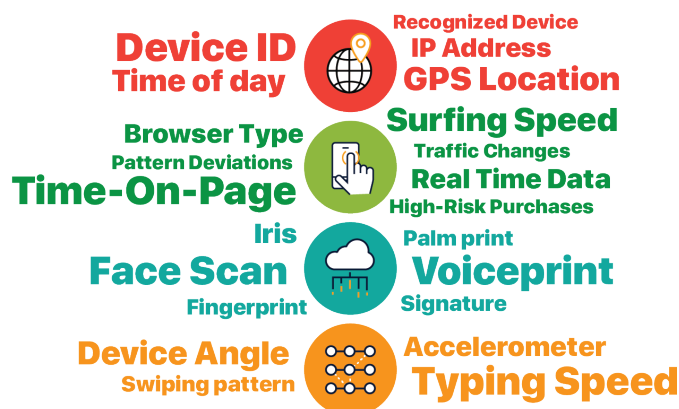 Device ID
Time of day
Recognized Device
IP Address
GPS Location
Browser Type
Pattern Deviations
Time-On-Page
Surfing Speed
Traffic Changes
Real Time Data
High-Risk Purchases
Iris
Face Scan
Fingerprint
Palm print
Voiceprint
Signature
Device Angle
Swiping pattern
Accelerometer
Typing Speed